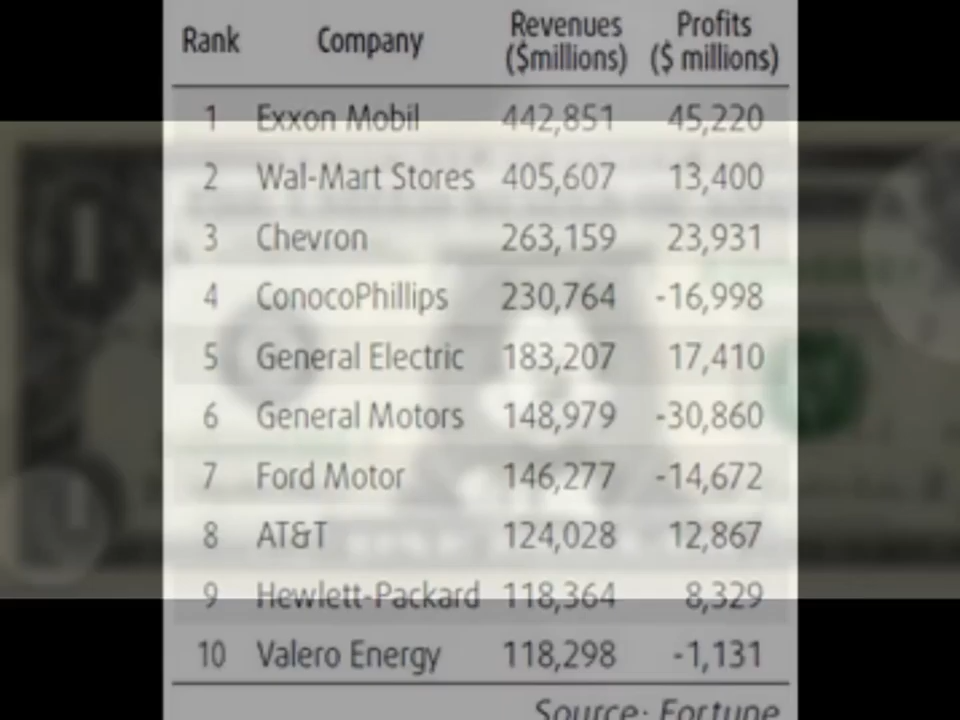 Rank Company Revenues ($millions) Profits ($ millions)
1 Exxon Mobil 442,851 45,220
2 Wal-Mart Stores 405,607 13,400
3 Chevron 263,159 23,931
4 ConocoPhillips 230,764 -16,998
5 General Electric 183,207 17,410
6 General Motors 148,979 -30,860
7 Ford Motor 146,277 -14,672
8 AT&T 124,028 12,867
9 Hewlett-Packard 118,364 8,329
10 Valero Energy 118,298 -1,131
Source: Fortune